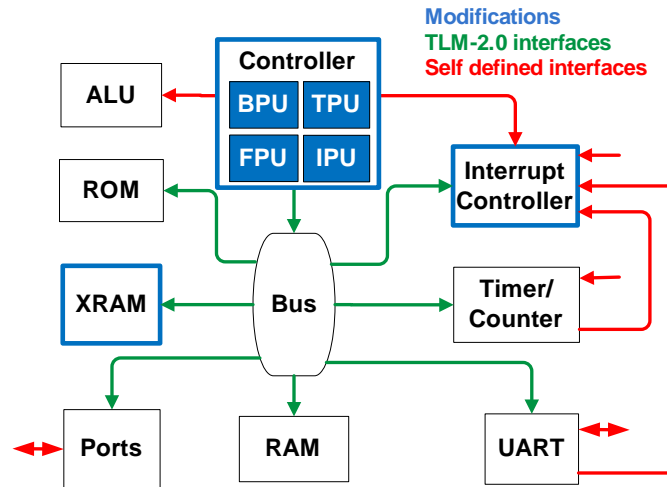 Modifications
TLM-2.0 interfaces
Self defined interfaces
Controller
BPU TPU
FPU IPU
ALU
ROM
Interrupt
Controller
XRAM
Bus
Timer/
Counter
Ports
RAM
UART